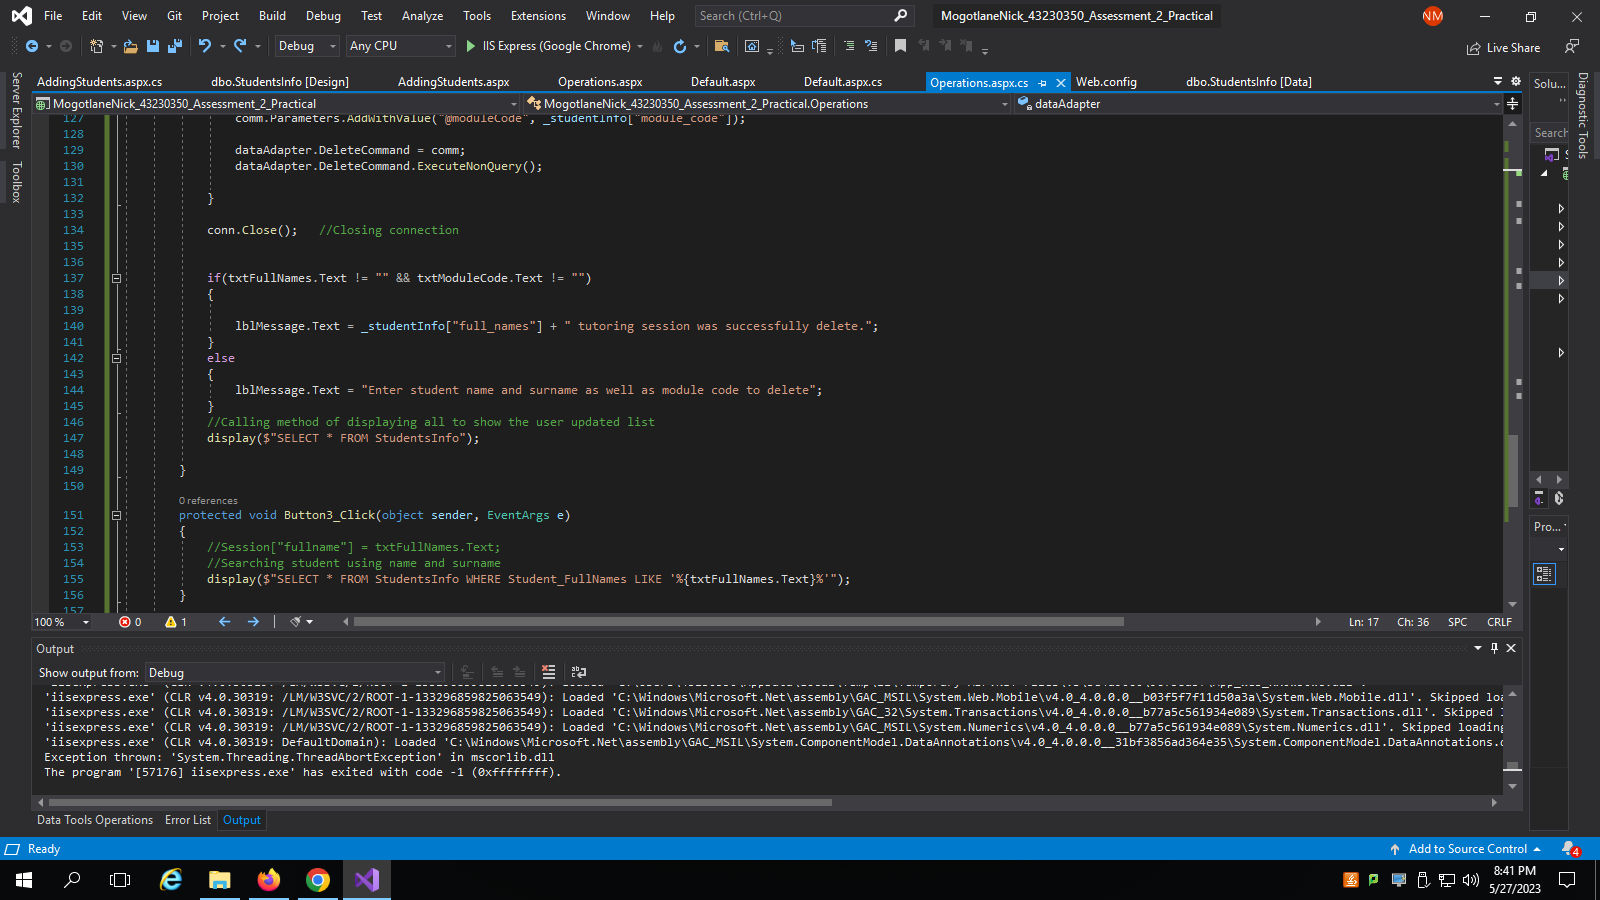 File Edit View Git Project Build Debug Test Analyze Tools Extensions Window Help Search (Ctrl+Q) MogotlaneNick_43230350_Assessment_2_Practical NM
Debug Any CPU IIS Express (Google Chrome) Live Share
AddingStudents.aspx.cs dbo.StudentsInfo [Design] AddingStudents.aspx Operations.aspx Default.aspx Default.aspx.cs Operations.aspx.cs Web.config dbo.StudentsInfo [Data] Solu...
MogotlaneNick_43230350_Assessment_2_Practical MogotlaneNick_43230350_Assessment_2_Practical.Operations dataAdapter
Server Explorer
Toolbox
Diagnostic Tools
Search
127 comm.Parameters.AddWithValue("@moduleCode", _studentInfo["module_code"]);
128
129 dataAdapter.DeleteCommand = comm;
130 dataAdapter.DeleteCommand.ExecuteNonQuery();
131
132 }
133
134 conn.Close(); //Closing connection
135
136
137 if(txtFullNames.Text != "" && txtModuleCode.Text != "")
138 {
139
140 lblMessage.Text = _studentInfo["full_names"] + " tutoring session was successfully delete.";
141 }
142 else
143 {
144 lblMessage.Text = "Enter student name and surname as well as module code to delete";
145 }
146 //Calling method of displaying all to show the user updated list
147 display($"SELECT * FROM StudentsInfo");
148
149 }
150
0 references
151 protected void Button3_Click(object sender, EventArgs e)
152 {
153 //Session["fullname"] = txtFullNames.Text;
154 //Searching student using name and surname
155 display($"SELECT * FROM StudentsInfo WHERE Student_FullNames LIKE '%{txtFullNames.Text}%'");
156 }
157
Pro...
100 % 0 1 Ln: 17 Ch: 36 SPC CRLF
Output
Show output from: Debug
'iisexpress.exe' (CLR v4.0.30319: /LM/W3SVC/2/ROOT-1-133296859825063549): Loaded 'C:\Windows\Microsoft.Net\assembly\GAC_MSIL\System.Web.Mobile\v4.0_4.0.0.0__b03f5f7f11d50a3a\System.Web.Mobile.dll'. Skipped loa
'iisexpress.exe' (CLR v4.0.30319: /LM/W3SVC/2/ROOT-1-133296859825063549): Loaded 'C:\Windows\Microsoft.Net\assembly\GAC_32\System.Transactions\v4.0_4.0.0.0__b77a5c561934e089\System.Transactions.dll'. Skipped l
'iisexpress.exe' (CLR v4.0.30319: /LM/W3SVC/2/ROOT-1-133296859825063549): Loaded 'C:\Windows\Microsoft.Net\assembly\GAC_MSIL\System.Numerics\v4.0_4.0.0.0__b77a5c561934e089\System.Numerics.dll'. Skipped loading
'iisexpress.exe' (CLR v4.0.30319: DefaultDomain): Loaded 'C:\Windows\Microsoft.Net\assembly\GAC_MSIL\System.ComponentModel.DataAnnotations\v4.0_4.0.0.0__31bf3856ad364e35\System.ComponentModel.DataAnnotations.
Exception thrown: 'System.Threading.ThreadAbortException' in mscorlib.dll
The program '[57176] iisexpress.exe' has exited with code -1 (0xffffffff).
Data Tools Operations Error List Output
Ready Add to Source Control 4
8:41 PM
5/27/2023